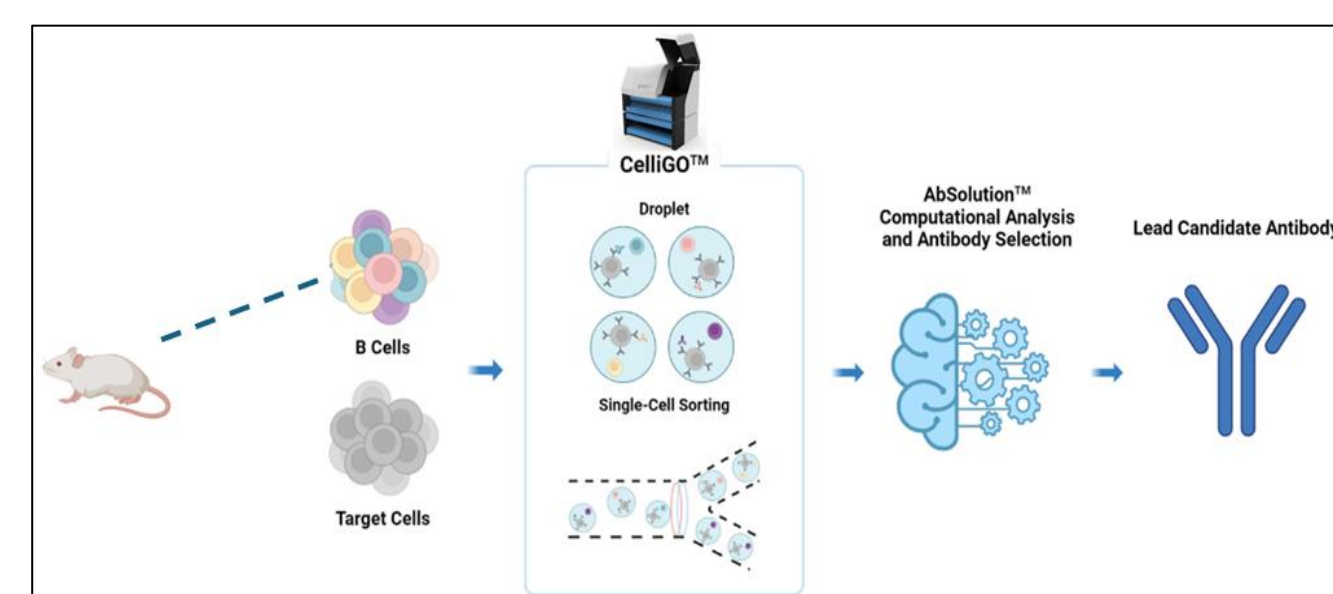 CelliGO™
Droplet
Single-Cell Sorting
B Cells
Target Cells
AbSolution™
Computational Analysis
and Antibody Selection
Lead Candidate Antibody